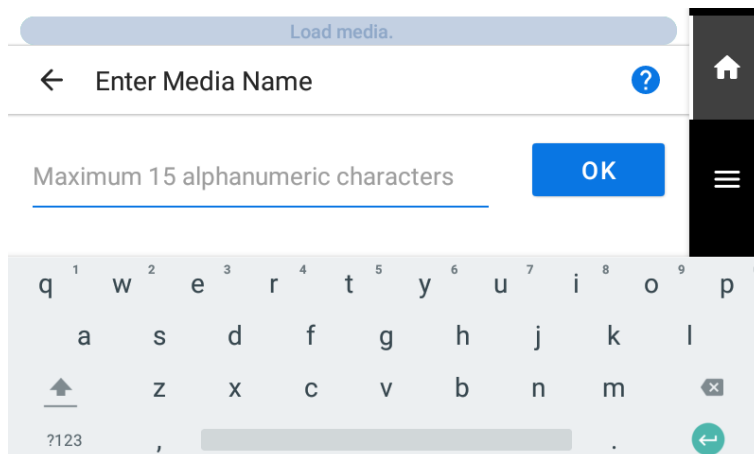 Load media.
Enter Media Name
?
Maximum 15 alphanumeric characters
OK
q 1 w 2 e 3 r 4 t 5 y 6 u 7 i 8 o 9 p
a s d f g h j k l
z x c v b n m
?123 , .